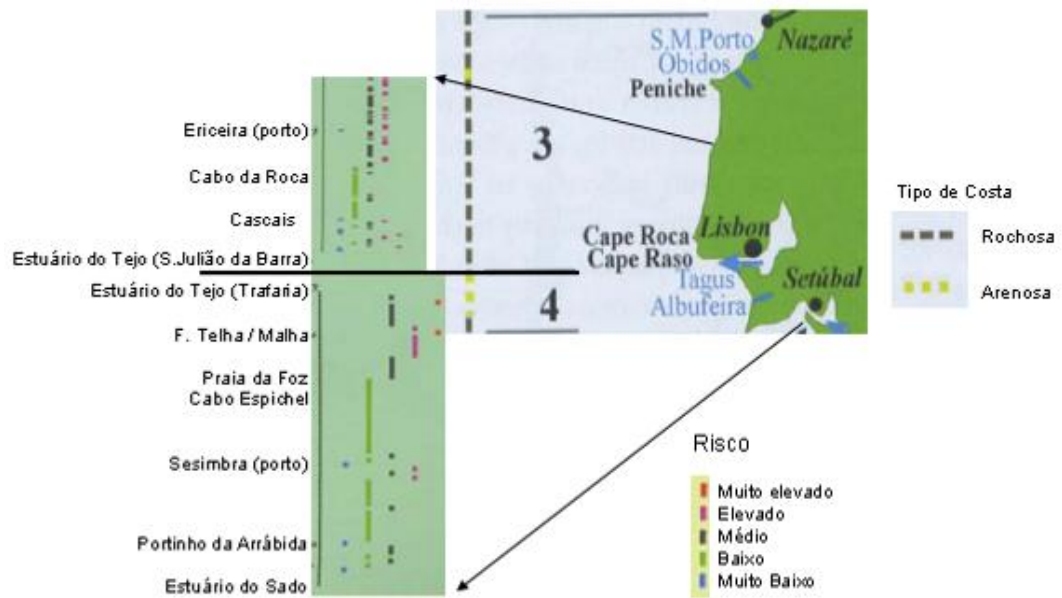 S.M.Porto
Óbidos
Nazaré
Peniche
3
Ericeira (porto)
Cabo da Roca
Cascais
Estuário do Tejo (S.Julião da Barra)
Cape Roca
Cape Raso
Lisbon
Tagus
Albufeira
Setúbal
4
Tipo de Costa
Rochosa
Arenosa
Estuário do Tejo (Trafaria)
F. Telha / Malha
Praia da Foz
Cabo Espichel
Sesimbra (porto)
Portinho da Arrábida
Estuário do Sado
Risco
Muito elevado
Elevado
Médio
Baixo
Muito Baixo